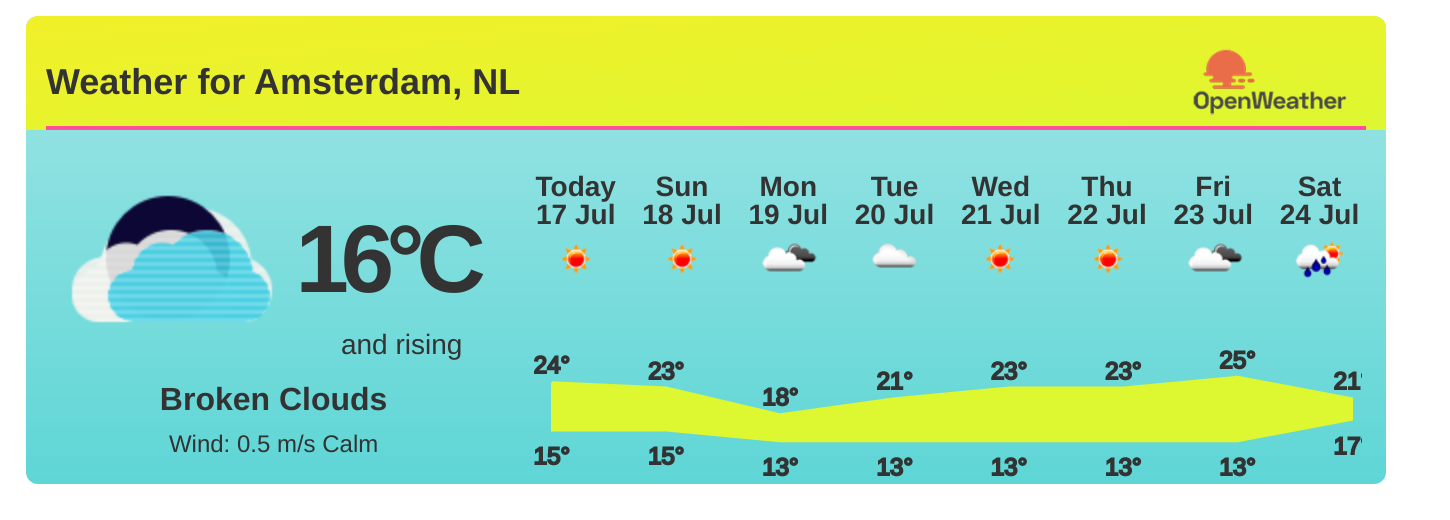 Weather for Amsterdam, NL
OpenWeather
Today Sun Mon Tue Wed Thu Fri Sat
17 Jul 18 Jul 19 Jul 20 Jul 21 Jul 22 Jul 23 Jul 24 Jul
16°C
and rising
Broken Clouds
Wind: 0.5 m/s Calm
24° 23° 18° 21° 23° 23° 25° 21°
15° 15° 13° 13° 13° 13° 13° 17°